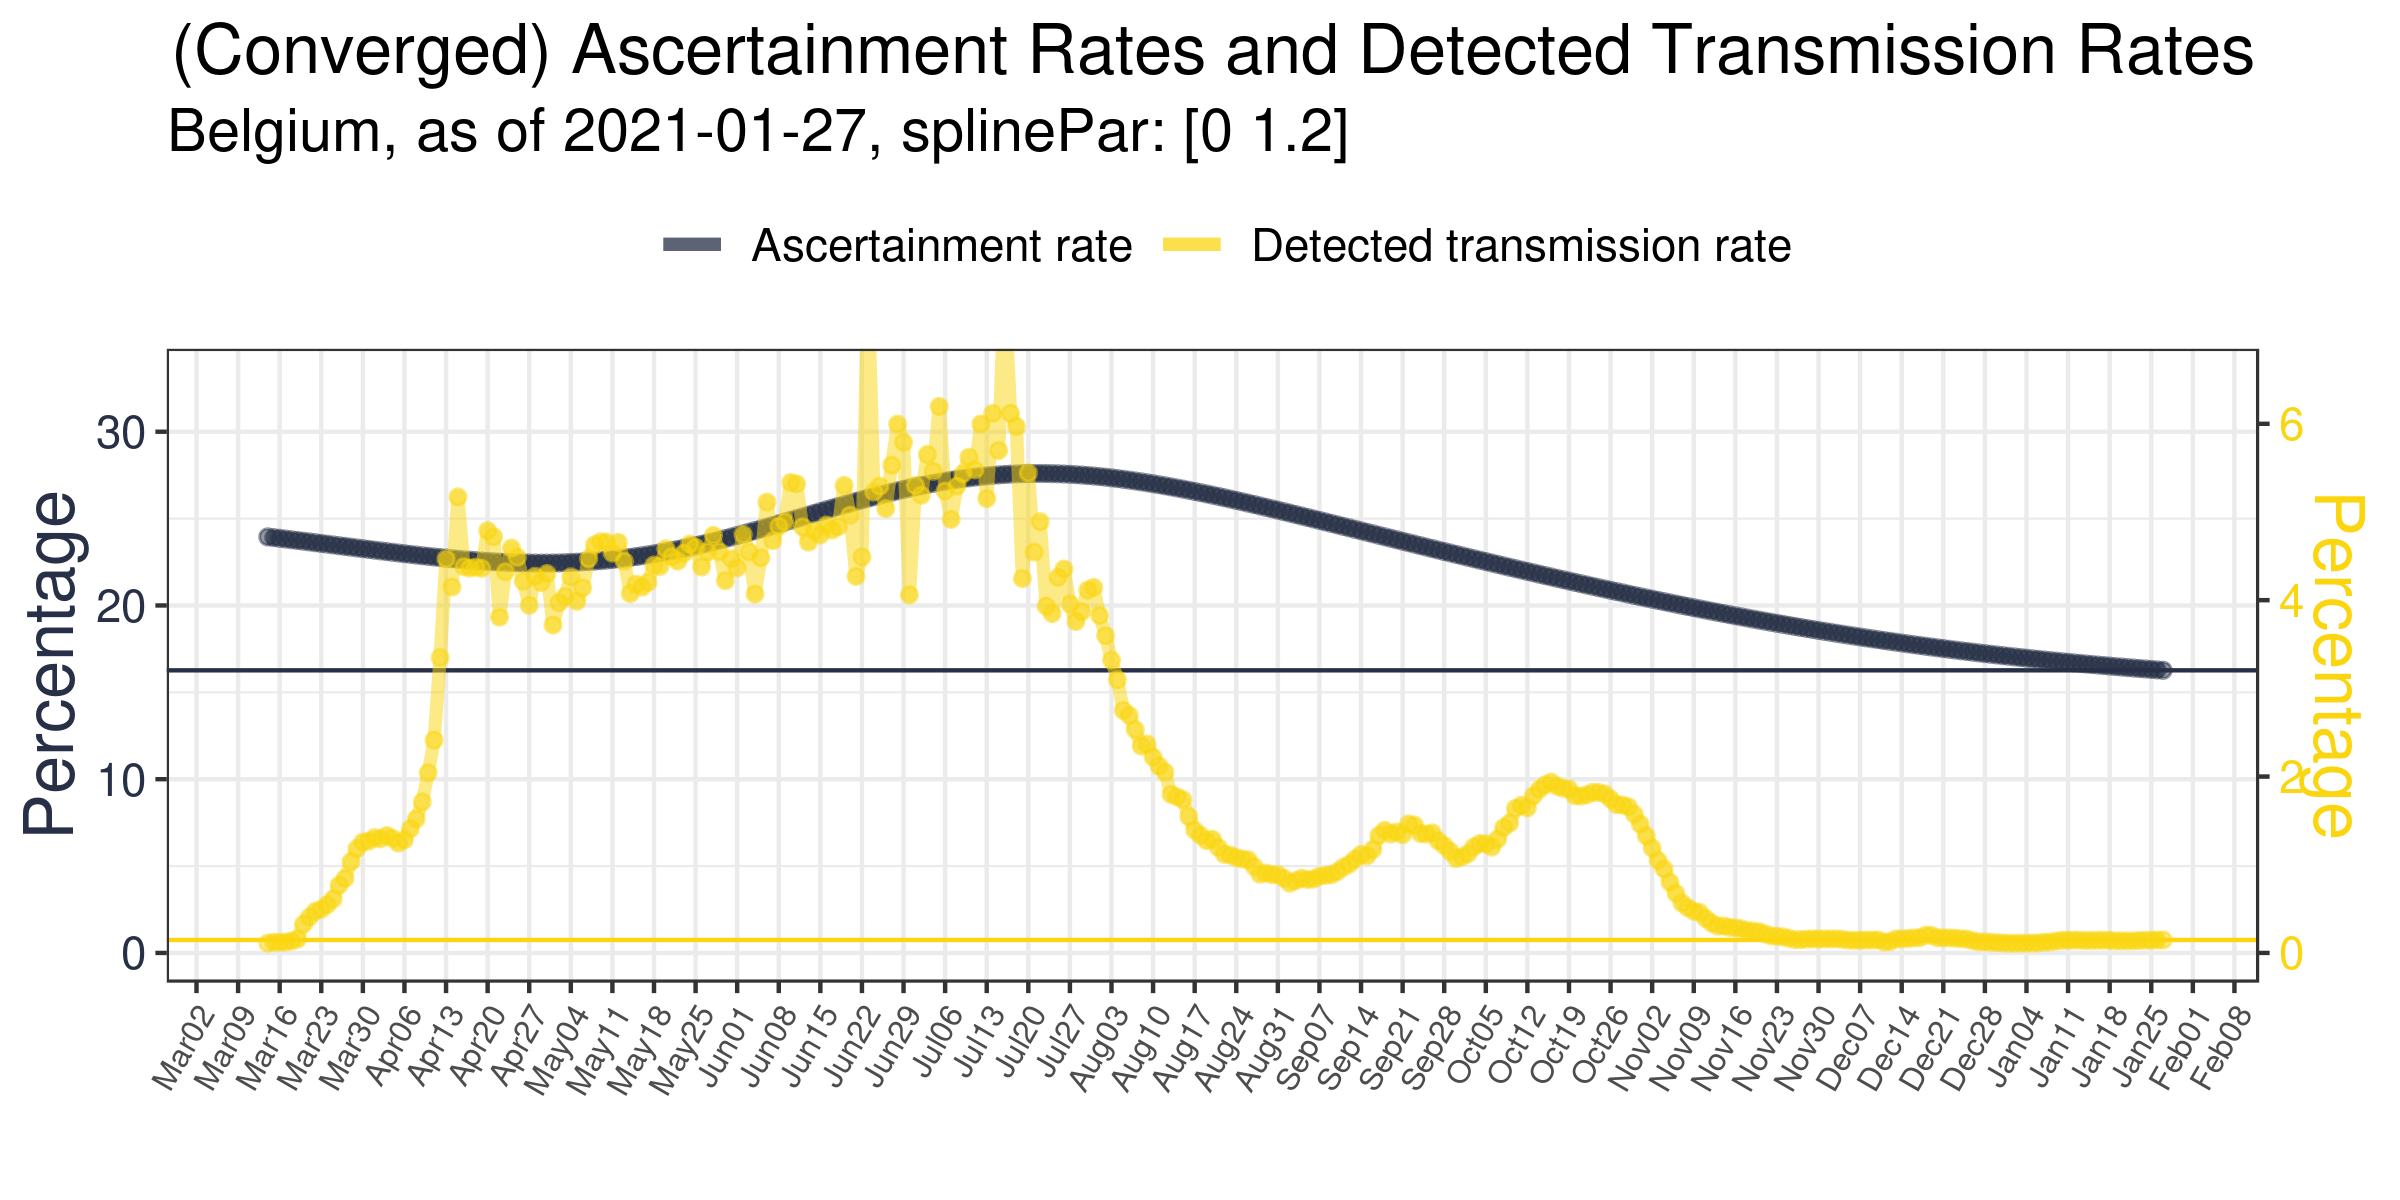 (Converged) Ascertainment Rates and Detected Transmission Rates
Belgium, as of 2021-01-27, splinePar: [0 1.2]
Ascertainment rate Detected transmission rate
Percentage
30
20
10
0
6
4
2
0
Percentage
Mar02 Mar09 Mar16 Mar23 Mar30 Apr06 Apr13 Apr20 Apr27 May04 May11 May18 May25 Jun01 Jun08 Jun15 Jun22 Jun29 Jul06 Jul13 Jul20 Jul27 Aug03 Aug10 Aug17 Aug24 Aug31 Sep07 Sep14 Sep21 Sep28 Oct05 Oct12 Oct19 Oct26 Nov02 Nov09 Nov16 Nov23 Nov30 Dec07 Dec14 Dec21 Dec28 Jan04 Jan11 Jan18 Jan25 Feb01 Feb08